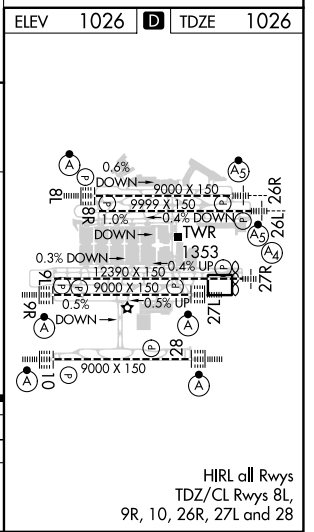 ELEV 1026 D TDZE 1026
A
P
0.6%
DOWN
A5
8L
9000 X 150
26R
8R
P
9999 X 150
P
26L
1.0%
0.4% DOWN
DOWN
TWR
1353
A5
A4
0.3% DOWN
0.4% UP
P
9L
12390 X 150
27R
P
P
9000 X 150
P
9R
0.5%
0.5% UP
27L
A
DOWN
A
P
28
10
P
9000 X 150
A
A
HIRL all Rwys
TDZ/CL Rwys 8L,
9R, 10, 26R, 27L and 28